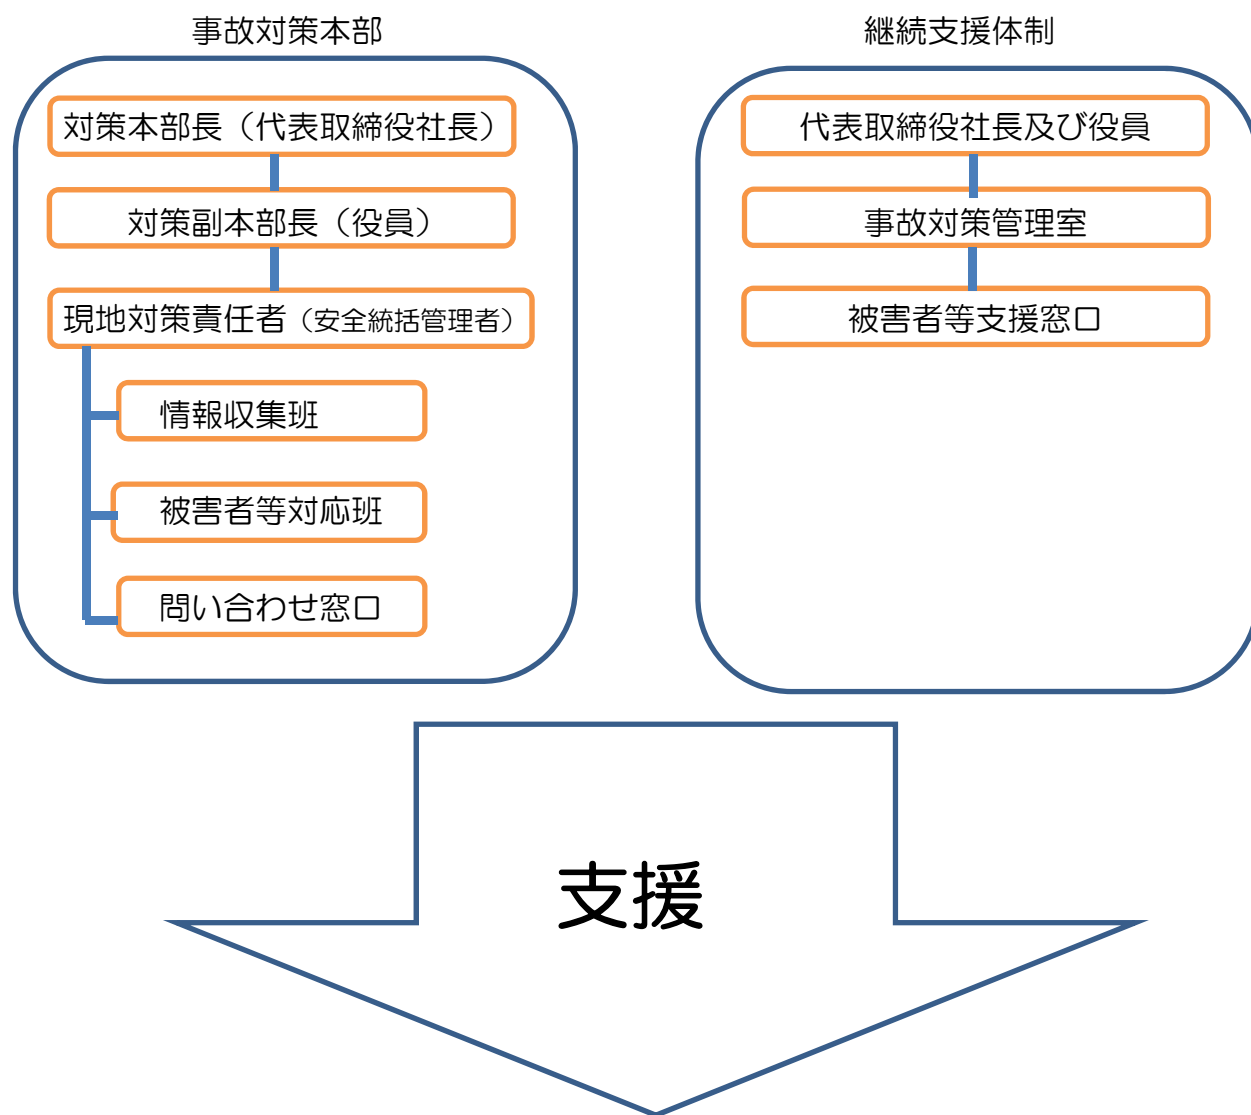 事故対策本部
対策本部長（代表取締役社長）
対策副本部長（役員）
現地対策責任者（安全統括管理者）
情報収集班
被害者等対応班
問い合わせ窓口
継続支援体制
代表取締役社長及び役員
事故対策管理室
被害者等支援窓口
支援